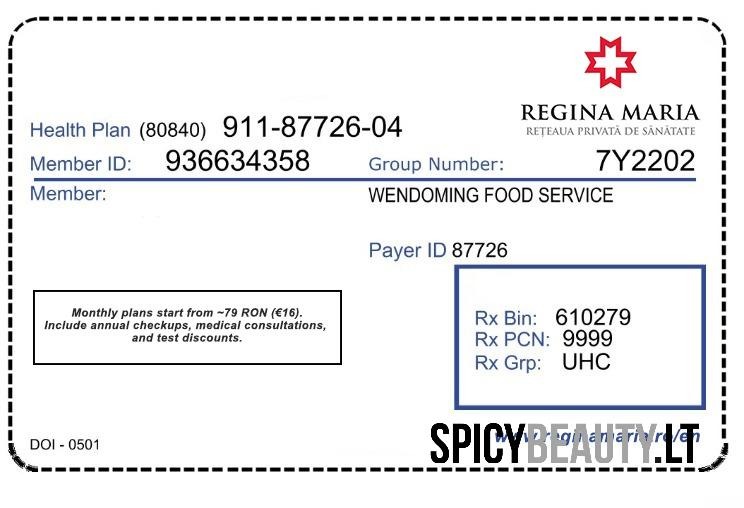 REGINA MARIA
REȚEAUA PRIVATĂ DE SĂNĂTATE
Health Plan (80840) 911-87726-04
Member ID: 936634358 Group Number: 7Y2202
Member: WENDOMING FOOD SERVICE
Payer ID 87726
Monthly plans start from ~79 RON (€16).
Include annual checkups, medical consultations,
and test discounts.
Rx Bin: 610279
Rx PCN: 9999
Rx Grp: UHC
DOI - 0501
www.reginamaria.ro/en
SPICYBEAUTY.LT